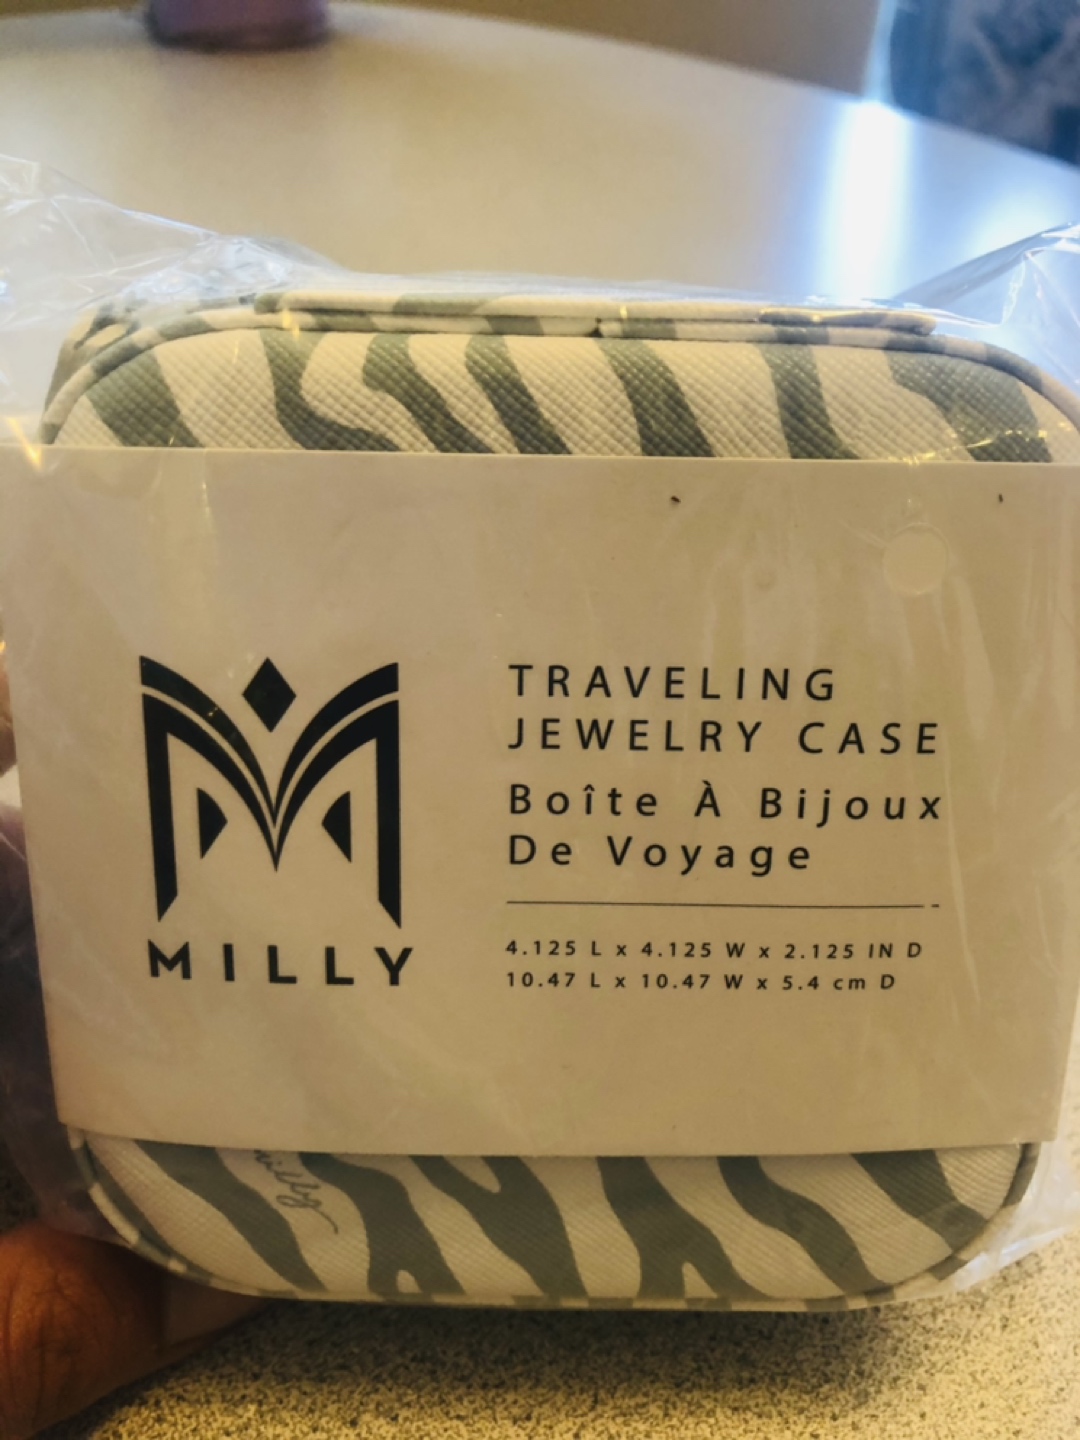 MILLY
TRAVELING
JEWELRY CASE
Boîte À Bijoux
De Voyage
4.125 L x 4.125 W x 2.125 IN D
10.47 L x 10.47 W x 5.4 cm D
milly